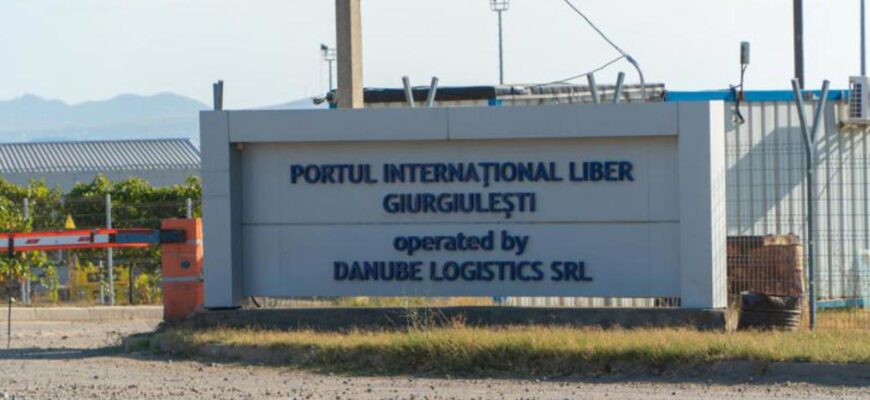 PORTUL INTERNAŢIONAL LIBER
GIURGIULEŞTI
operated by
DANUBE LOGISTICS SRL